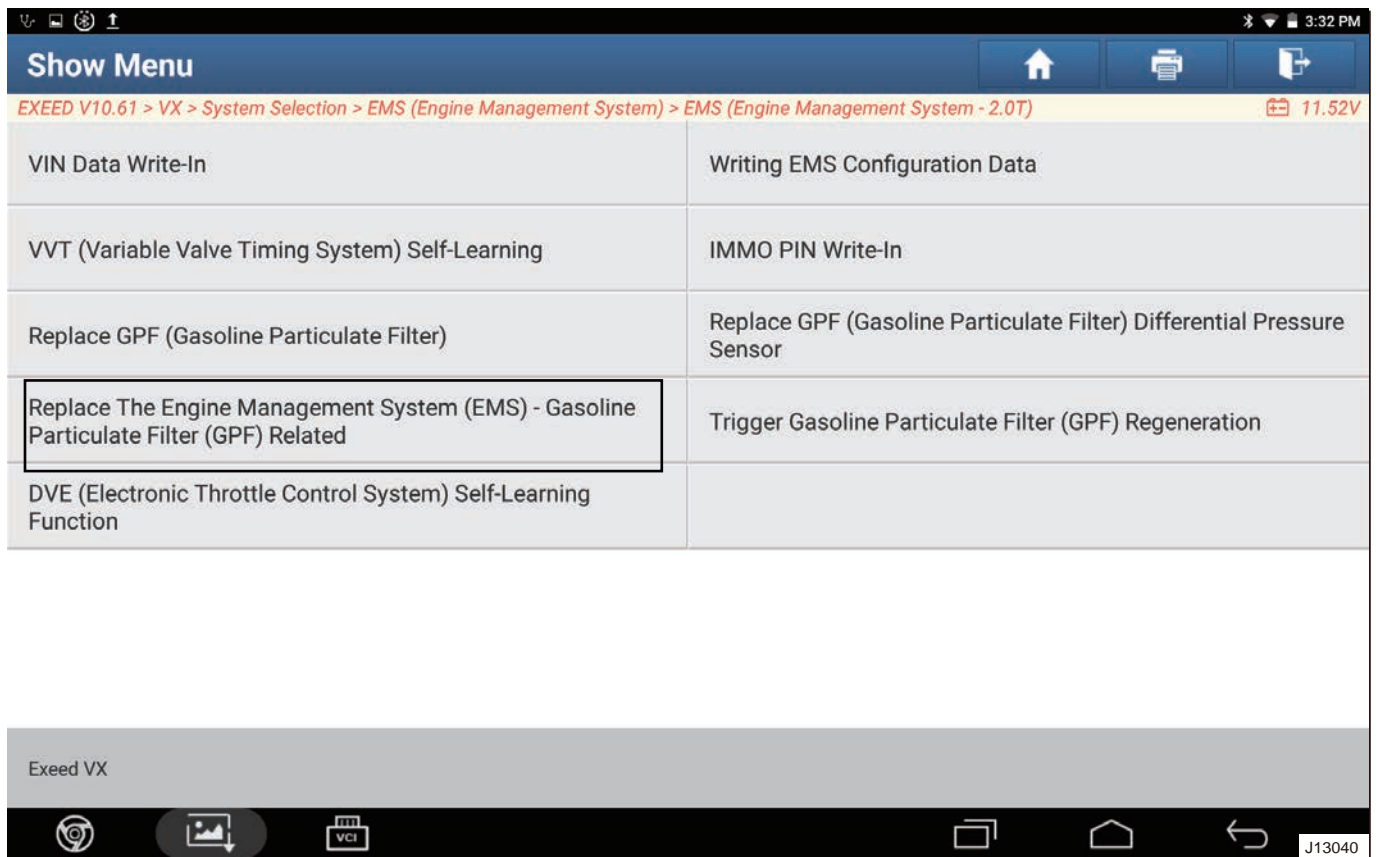 3:32 PM
Show Menu
EXEED V10.61 > VX > System Selection > EMS (Engine Management System) > EMS (Engine Management System - 2.0T)
11.52V
VIN Data Write-In
Writing EMS Configuration Data
VVT (Variable Valve Timing System) Self-Learning
IMMO PIN Write-In
Replace GPF (Gasoline Particulate Filter)
Replace GPF (Gasoline Particulate Filter) Differential Pressure
Sensor
Replace The Engine Management System (EMS) - Gasoline
Particulate Filter (GPF) Related
Trigger Gasoline Particulate Filter (GPF) Regeneration
DVE (Electronic Throttle Control System) Self-Learning
Function
Exeed VX
VCI
J13040